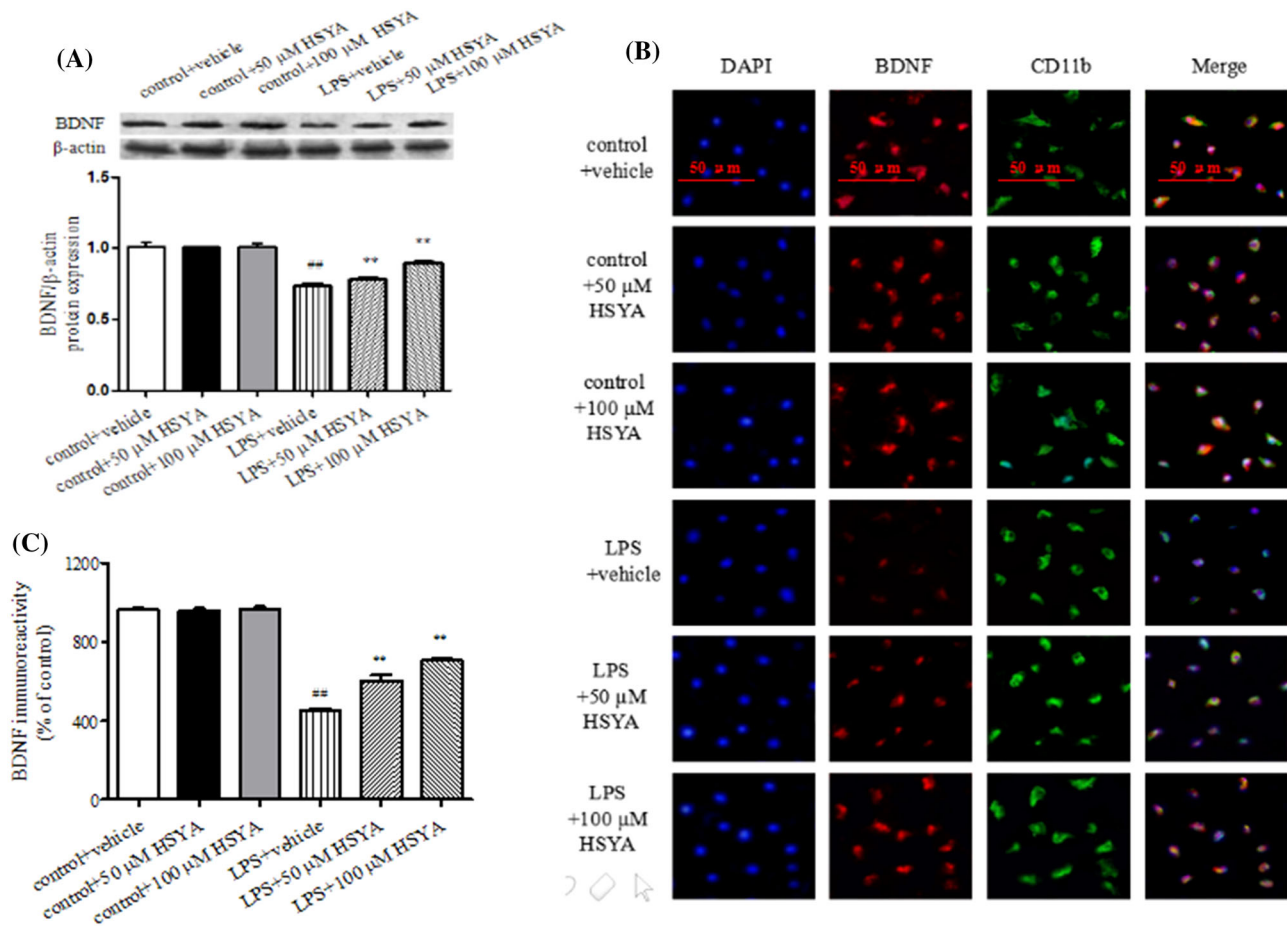 (A)
control+vehicle
control+50 μM HSYA
control+100 μM HSYA
LPS+vehicle
LPS+50 μM HSYA
LPS+100 μM HSYA
BDNF
β-actin
1.5
1.0
0.5
0.0
BDNF/β-actin
protein expression
##
**
**
control+vehicle
control+50 μM HSYA
control+100 μM HSYA
LPS+vehicle
LPS+50 μM HSYA
LPS+100 μM HSYA
(C)
1200
800
400
0
BDNF immunoreactivity
(% of control)
##
**
**
control+vehicle
control+50 μM HSYA
control+100 μM HSYA
LPS+vehicle
LPS+50 μM HSYA
LPS+100 μM HSYA
(B)
DAPI BDNF CD11b Merge
control
+vehicle
50 μm 50 μm 50 μm 50 μm
control
+50 μM
HSYA
control
+100 μM
HSYA
LPS
+vehicle
LPS
+50 μM
HSYA
LPS
+100 μM
HSYA